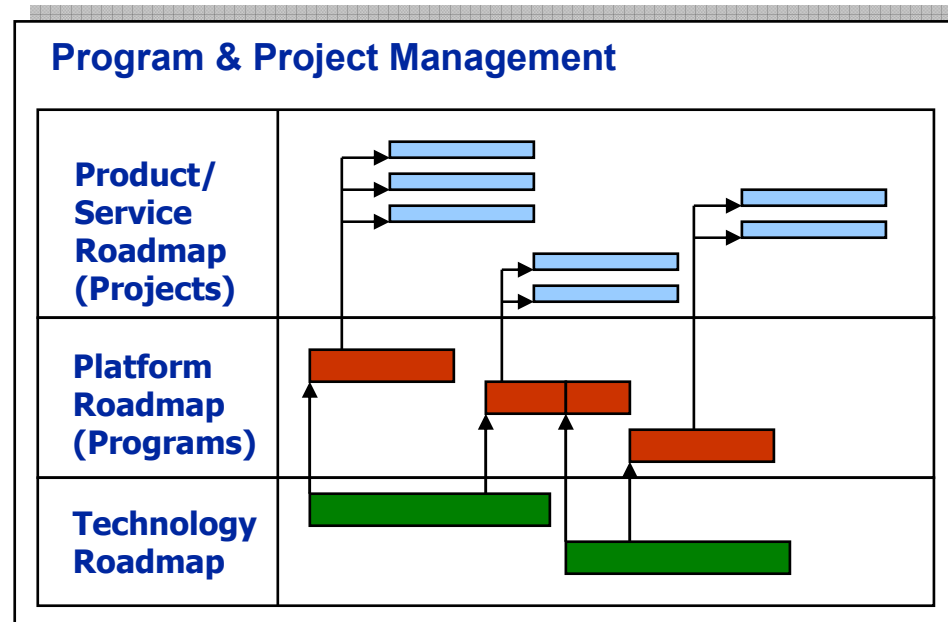 Program & Project Management
Product/
Service
Roadmap
(Projects)
Platform
Roadmap
(Programs)
Technology
Roadmap